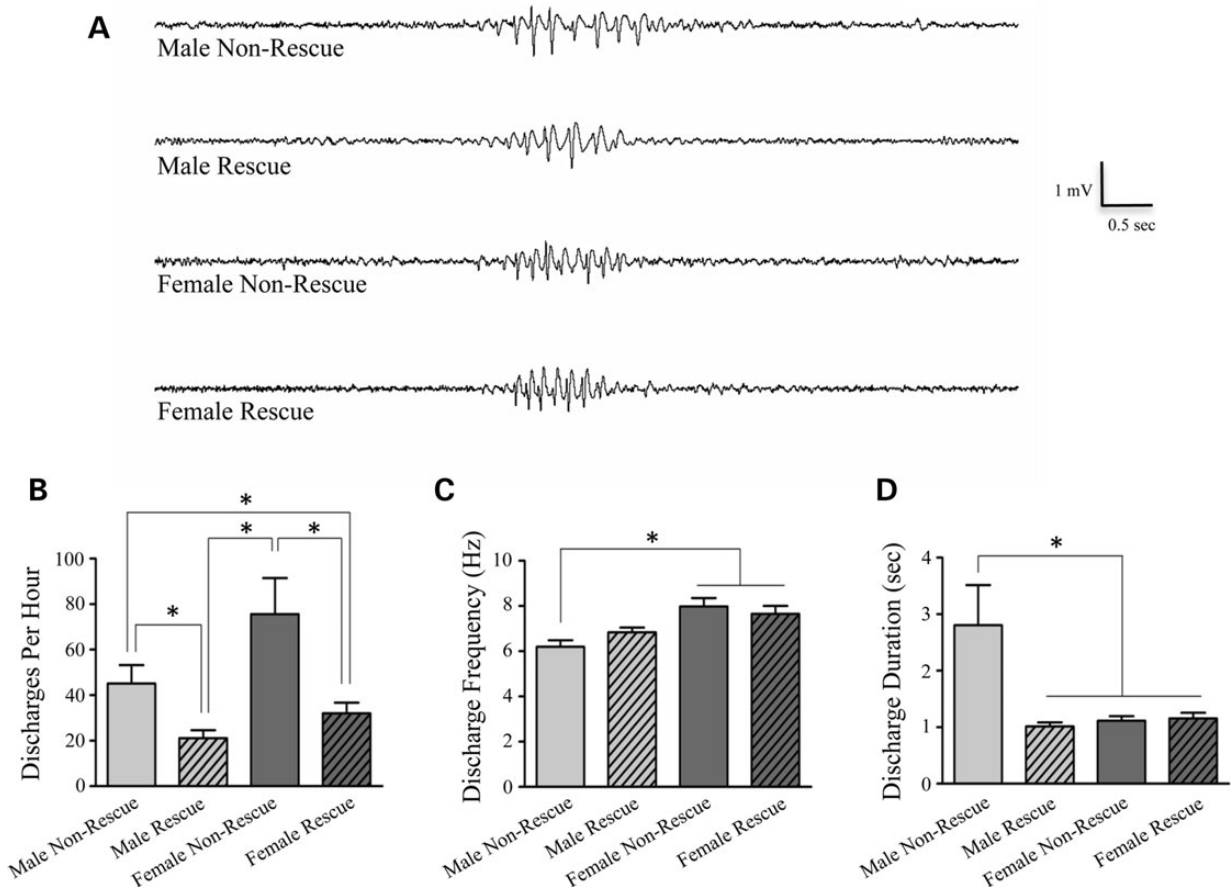 A
Male Non-Rescue
Male Rescue
1 mV
0.5 sec
Female Non-Rescue
Female Rescue
B
*
*
*
*
Discharges Per Hour
100
80
60
40
20
0
Male Non-Rescue
Male Rescue
Female Non-Rescue
Female Rescue
C
*
Discharge Frequency (Hz)
10
8
6
4
2
0
Male Non-Rescue
Male Rescue
Female Non-Rescue
Female Rescue
D
*
Discharge Duration (sec)
4
3
2
1
0
Male Non-Rescue
Male Rescue
Female Non-Rescue
Female Rescue